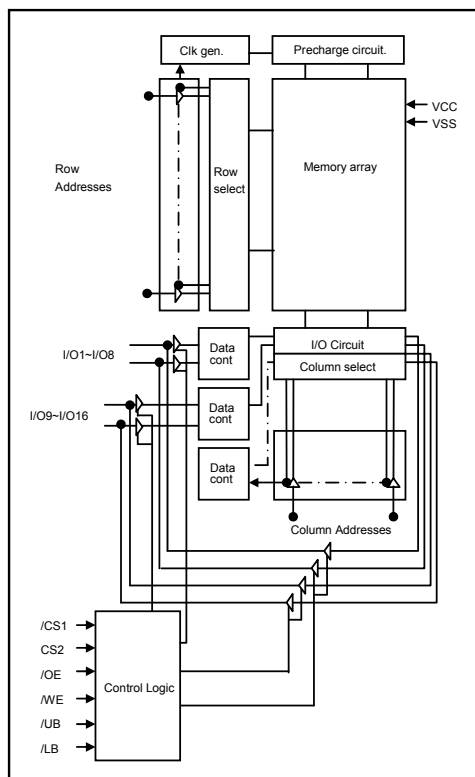 Clk gen.
Precharge circuit.
VCC
VSS
Row
Addresses
Row
select
Memory array
I/O1~I/O8
Data
cont
I/O Circuit
Column select
I/O9~I/O16
Data
cont
Data
cont
Column Addresses
/CS1
CS2
/OE
/WE
/UB
/LB
Control Logic